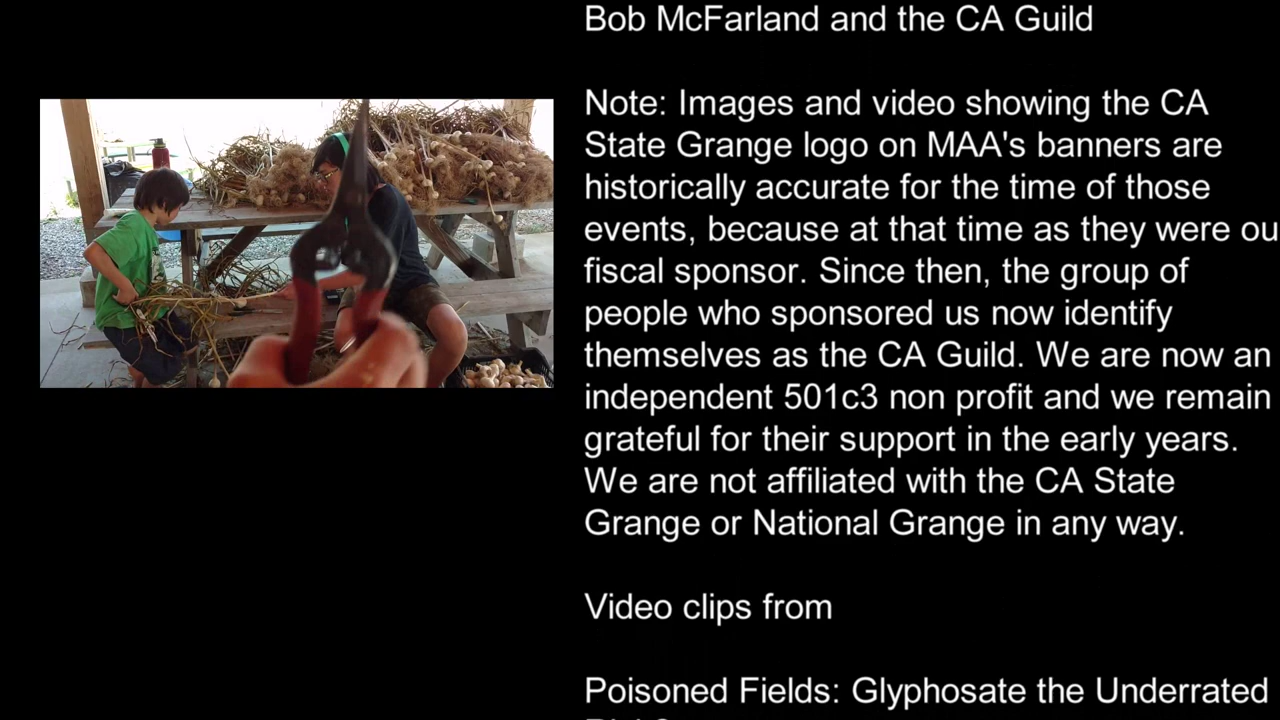 Bob McFarland and the CA Guild
Note: Images and video showing the CA
State Grange logo on MAA's banners are
historically accurate for the time of those
events, because at that time as they were ou
fiscal sponsor. Since then, the group of
people who sponsored us now identify
themselves as the CA Guild. We are now an
independent 501c3 non profit and we remain
grateful for their support in the early years.
We are not affiliated with the CA State
Grange or National Grange in any way.
Video clips from
Poisoned Fields: Glyphosate the Underrated